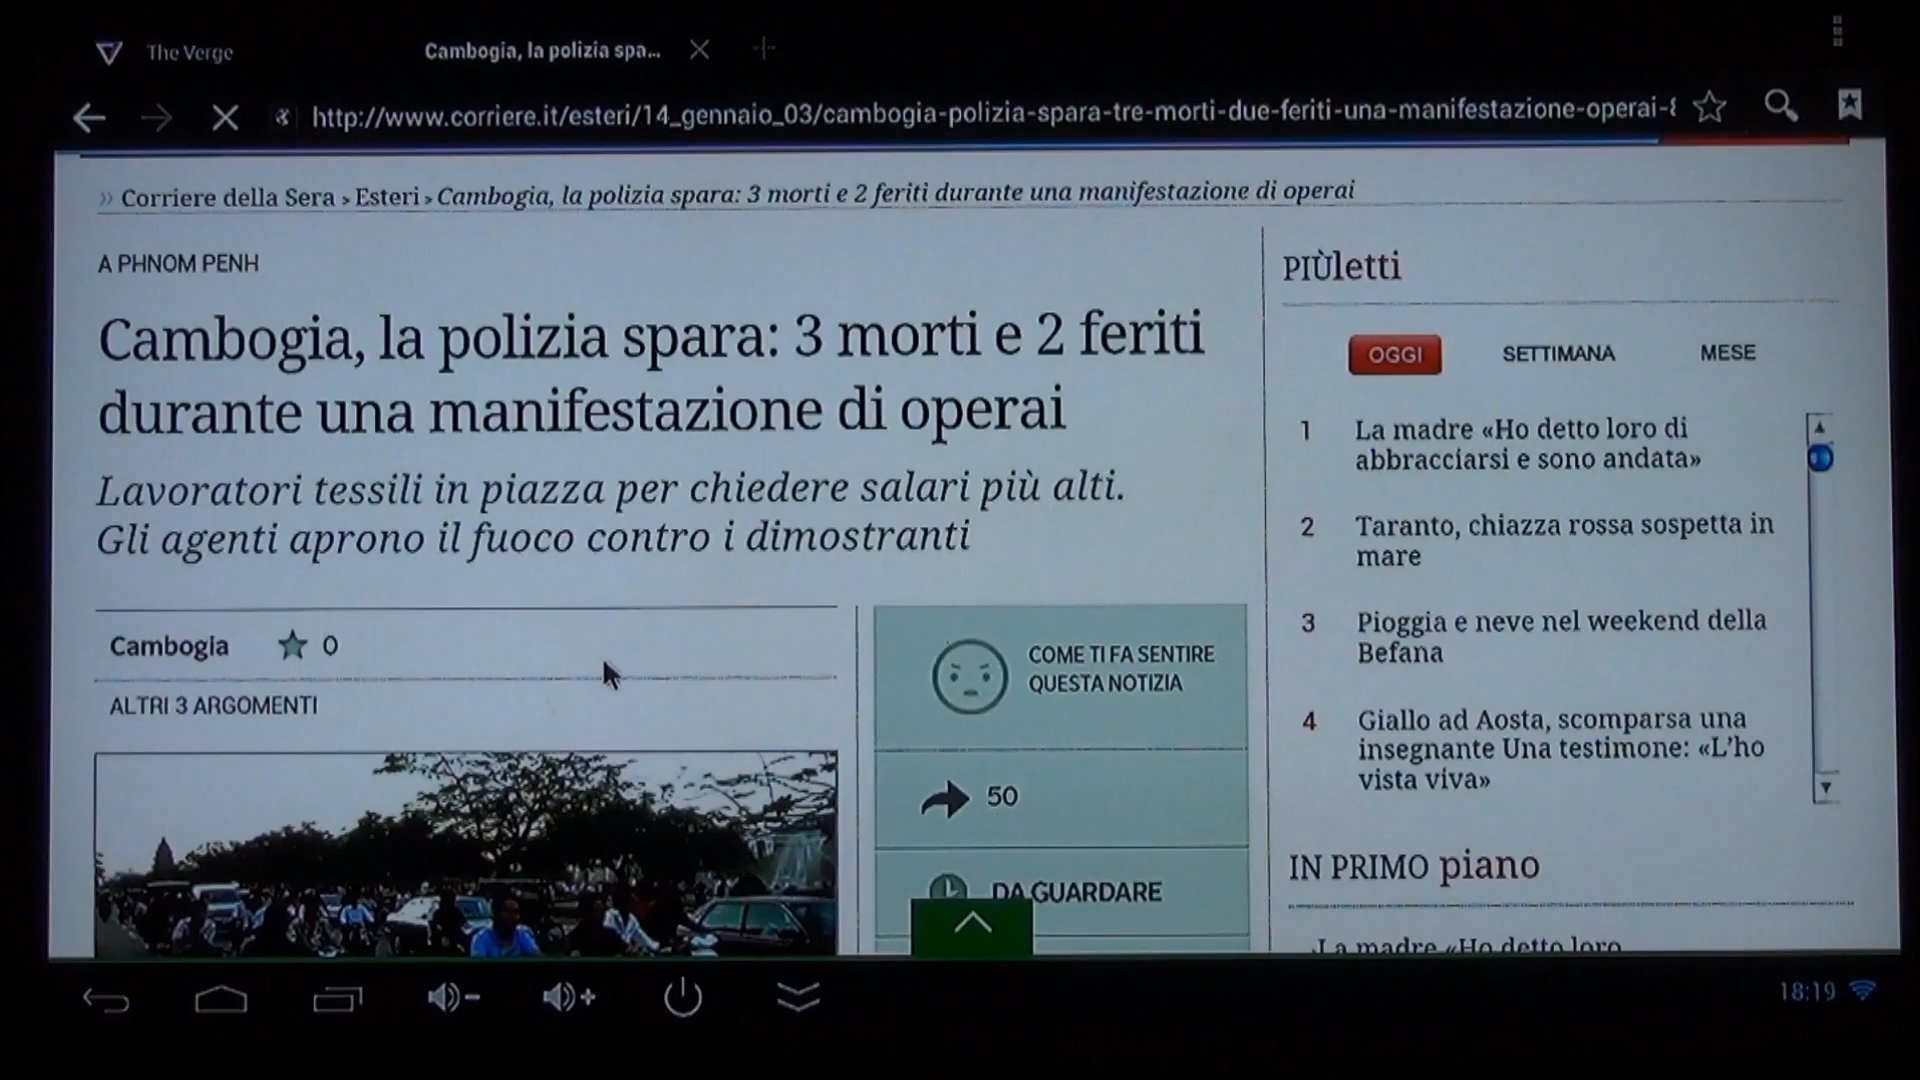 The Verge
Cambogia, la polizia spa...
http://www.corriere.it/esteri/14_gennaio_03/cambogia-polizia-spara-tre-morti-due-feriti-una-manifestazione-operai-
» Corriere della Sera > Esteri > Cambogia, la polizia spara: 3 morti e 2 feriti durante una manifestazione di operai
A PHNOM PENH
Cambogia, la polizia spara: 3 morti e 2 feriti
durante una manifestazione di operai
Lavoratori tessili in piazza per chiedere salari più alti.
Gli agenti aprono il fuoco contro i dimostranti
Cambogia 0
ALTRI 3 ARGOMENTI
COME TI FA SENTIRE
QUESTA NOTIZIA
50
DA GUARDARE
PIÙletti
OGGI SETTIMANA MESE
1 La madre «Ho detto loro di
abbracciarsi e sono andata»
2 Taranto, chiazza rossa sospetta in
mare
3 Pioggia e neve nel weekend della
Befana
4 Giallo ad Aosta, scomparsa una
insegnante Una testimone: «L'ho
vista viva»
IN PRIMO piano
La madre «Ho detto loro
18:19